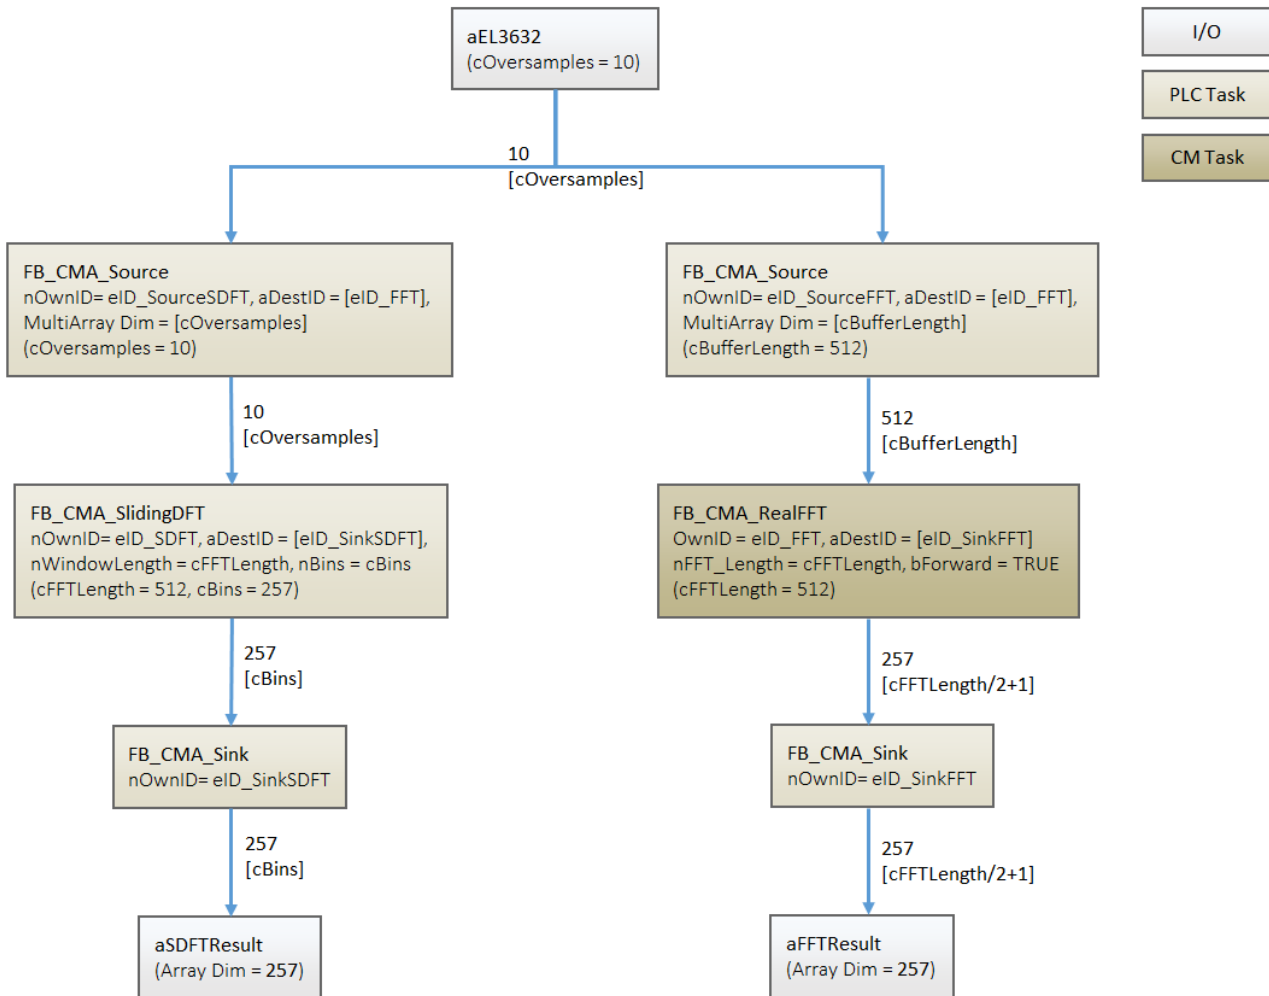 aEL3632
(cOversamples = 10)
I/O
PLC Task
CM Task
10
[cOversamples]
FB_CMA_Source
nOwnID= eID_SourceSDFT, aDestID = [eID_FFT],
MultiArray Dim = [cOversamples]
(cOversamples = 10)
FB_CMA_Source
nOwnID= eID_SourceFFT, aDestID = [eID_FFT],
MultiArray Dim = [cBufferLength]
(cBufferLength = 512)
10
[cOversamples]
512
[cBufferLength]
FB_CMA_SlidingDFT
nOwnID= eID_SDFT, aDestID = [eID_SinkSDFT],
nWindowLength = cFFTLength, nBins = cBins
(cFFTLength = 512, cBins = 257)
FB_CMA_RealFFT
OwnID = eID_FFT, aDestID = [eID_SinkFFT]
nFFT_Length = cFFTLength, bForward = TRUE
(cFFTLength = 512)
257
[cBins]
257
[cFFTLength/2+1]
FB_CMA_Sink
nOwnID= eID_SinkSDFT
FB_CMA_Sink
nOwnID= eID_SinkFFT
257
[cBins]
257
[cFFTLength/2+1]
aSDFTResult
(Array Dim = 257)
aFFTResult
(Array Dim = 257)